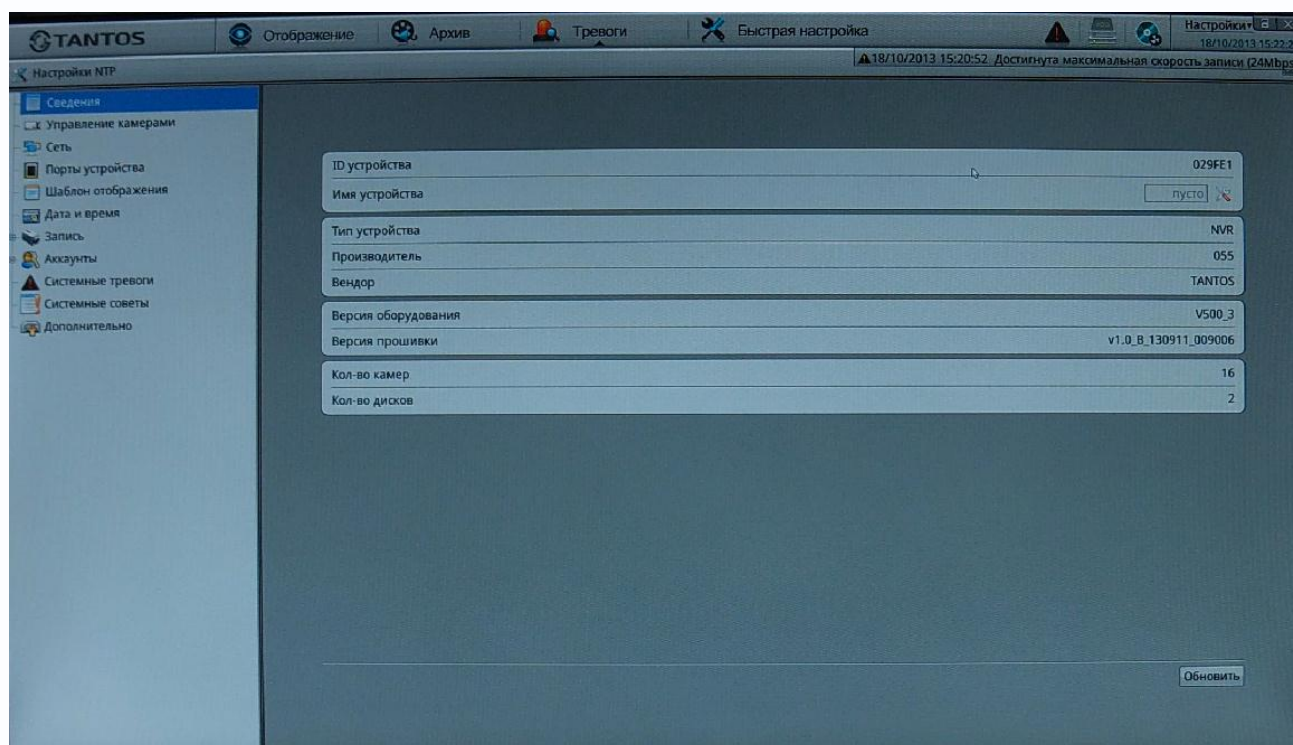 TANTOS
Отображение
Архив
Тревоги
Быстрая настройка
Настройки
18/10/2013 15:22:2
Настройки NTP
18/10/2013 15:20:52 Достигнута максимальная скорость записи (24Mbps
Сведения
Управление камерами
Сеть
Порты устройства
Шаблон отображения
Дата и время
Запись
Аккаунты
Системные тревоги
Системные советы
Дополнительно
ID устройства 029FE1
Имя устройства пусто
Тип устройства NVR
Производитель 055
Вендор TANTOS
Версия оборудования V500_3
Версия прошивки v1.0_B_130911_009006
Кол-во камер 16
Кол-во дисков 2
Обновить